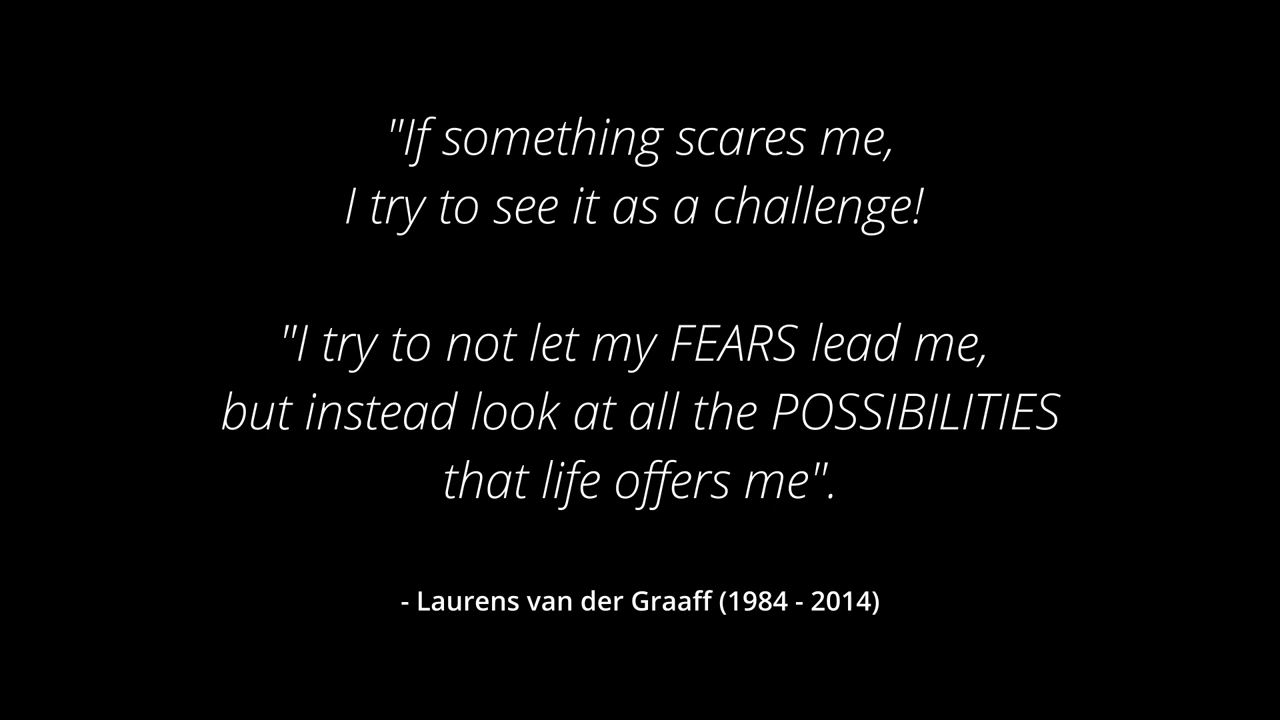 "If something scares me,
I try to see it as a challenge!
"I try to not let my FEARS lead me,
but instead look at all the POSSIBILITIES
that life offers me".
- Laurens van der Graaff (1984 - 2014)